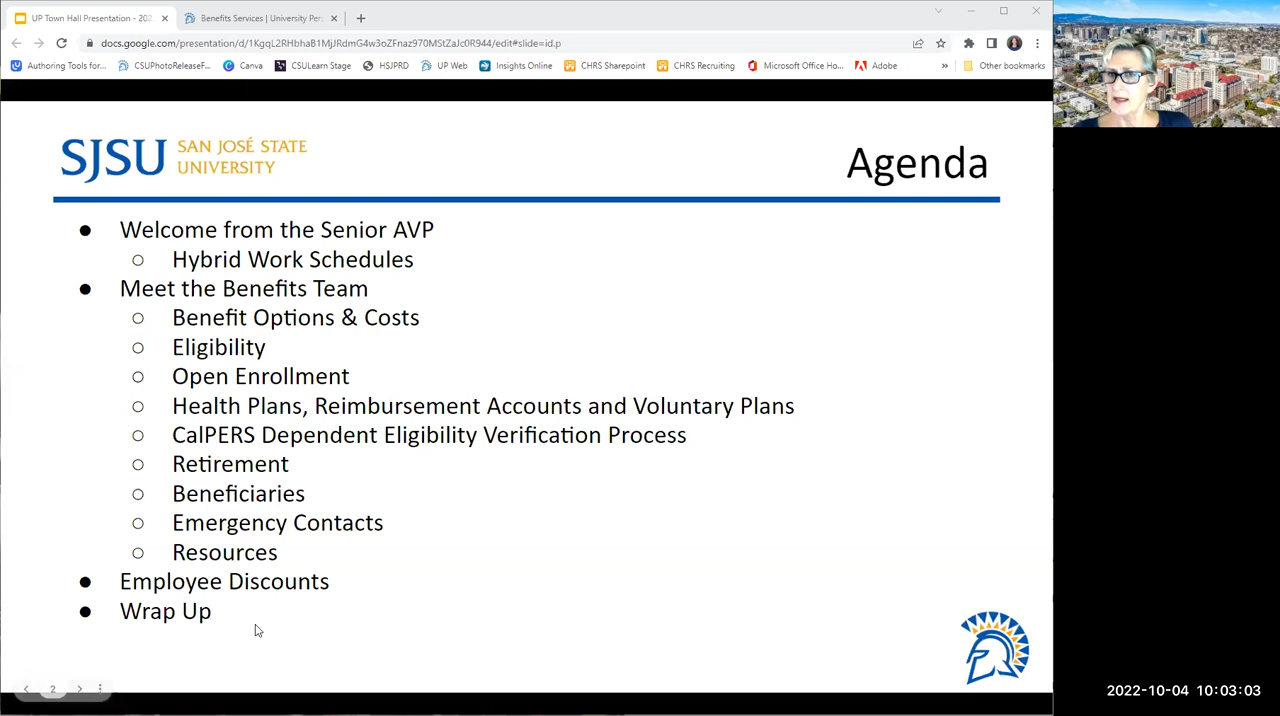 UP Town Hall Presentation - 202
Benefits Services | University Per
docs.google.com/presentation/d/1KgqL2RHbhaB1MjJRdmG4w3oZFnaz970MStZaJc0R944/edit#slide=id.p
Authoring Tools for... CSUPhotoReleaseF... Canva CSULearn Stage HSJPRD UP Web Insights Online CHRS Sharepoint CHRS Recruiting Microsoft Office Ho... Adobe » Other bookmarks
SJSU SAN JOSÉ STATE
UNIVERSITY
Agenda
● Welcome from the Senior AVP
○ Hybrid Work Schedules
● Meet the Benefits Team
○ Benefit Options & Costs
○ Eligibility
○ Open Enrollment
○ Health Plans, Reimbursement Accounts and Voluntary Plans
○ CalPERS Dependent Eligibility Verification Process
○ Retirement
○ Beneficiaries
○ Emergency Contacts
○ Resources
● Employee Discounts
● Wrap Up
2
2022-10-04 10:03:03